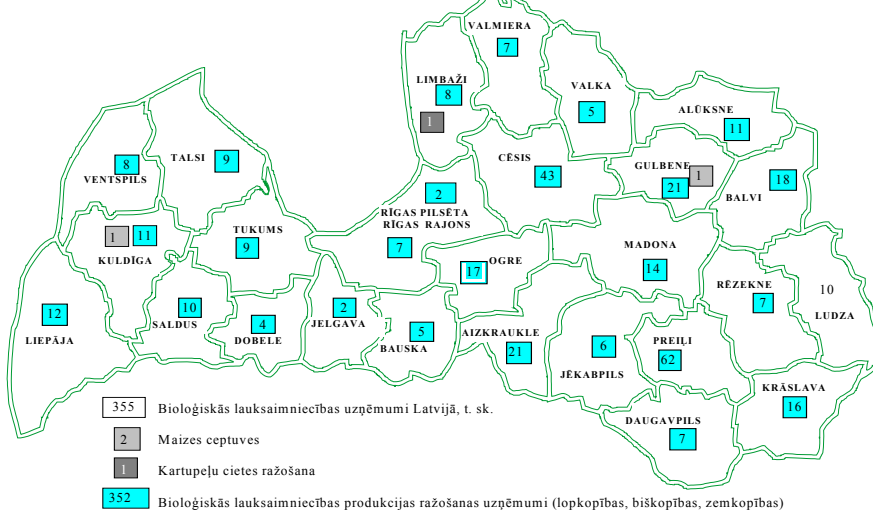 VALMIERA
7
LIMBAŽI
8
1
VALKA
5
ALŪKSNE
11
CĒSIS
43
GULBENE
21
1
BALVI
18
VENTSPILS
8
TALSI
9
2
RĪGAS PILSĒTA
RĪGAS RAJONS
7
KULDĪGA
1
11
TUKUMS
9
OGRE
17
MADONA
14
RĒZEKNE
7
10
LUDZA
12
LIEPĀJA
10
SALDUS
4
DOBELE
2
JELGAVA
5
BAUSKA
AIZKRAUKLE
21
6
JĒKABPILS
PREIĻI
62
KRĀSLAVA
16
DAUGAVPILS
7
355 Bioloģiskās lauksaimniecības uzņēmumi Latvijā, t. sk.
2 Maizes ceptuves
1 Kartupeļu cietes ražošana
352 Bioloģiskās lauksaimniecības produkcijas ražošanas uzņēmumi (lopkopības, biškopības, zemkopības)